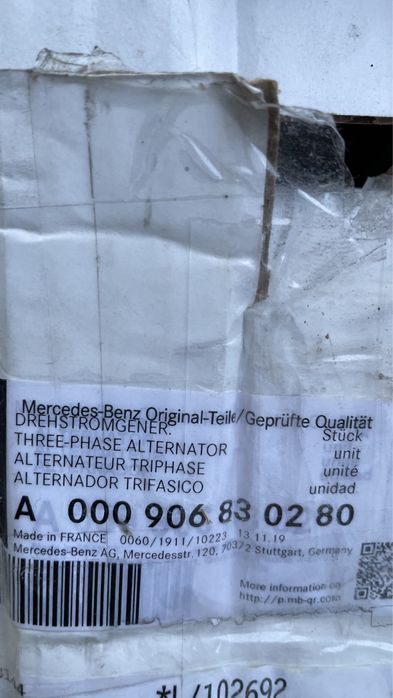 Mercedes-Benz Original-Teile/Geprüfte Qualität
DREHSTROMGENER. Stück
THREE-PHASE ALTERNATOR unit
ALTERNATEUR TRIPHASE unité
ALTERNADOR TRIFASICO unidad
A 000 906 83 02 80
Made in FRANCE 0060/1911/10223 13.11.19
Mercedes-Benz AG, Mercedesstr. 120, 70372 Stuttgart, Germany
More information on
http://p.mb-qr.com
*L/102692